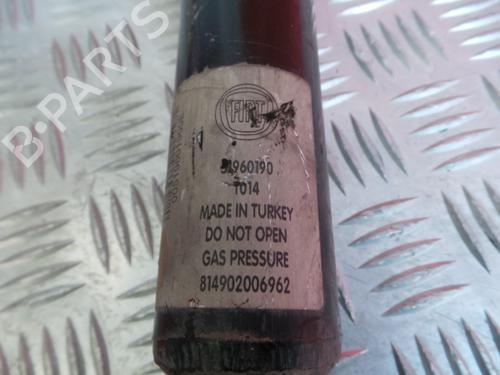 FIAT
51960190
T014
MADE IN TURKEY
DO NOT OPEN
GAS PRESSURE
814902006962
B-PARTS